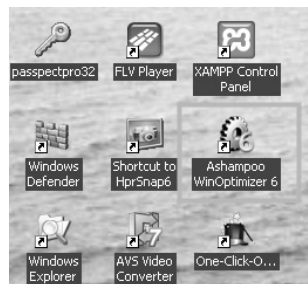 passpectpro32 FLV Player XAMPP Control
Panel
Windows
Defender Shortcut to
HprSnap6 Ashampoo
WinOptimizer 6
Windows
Explorer AVS Video
Converter One-Click-O...